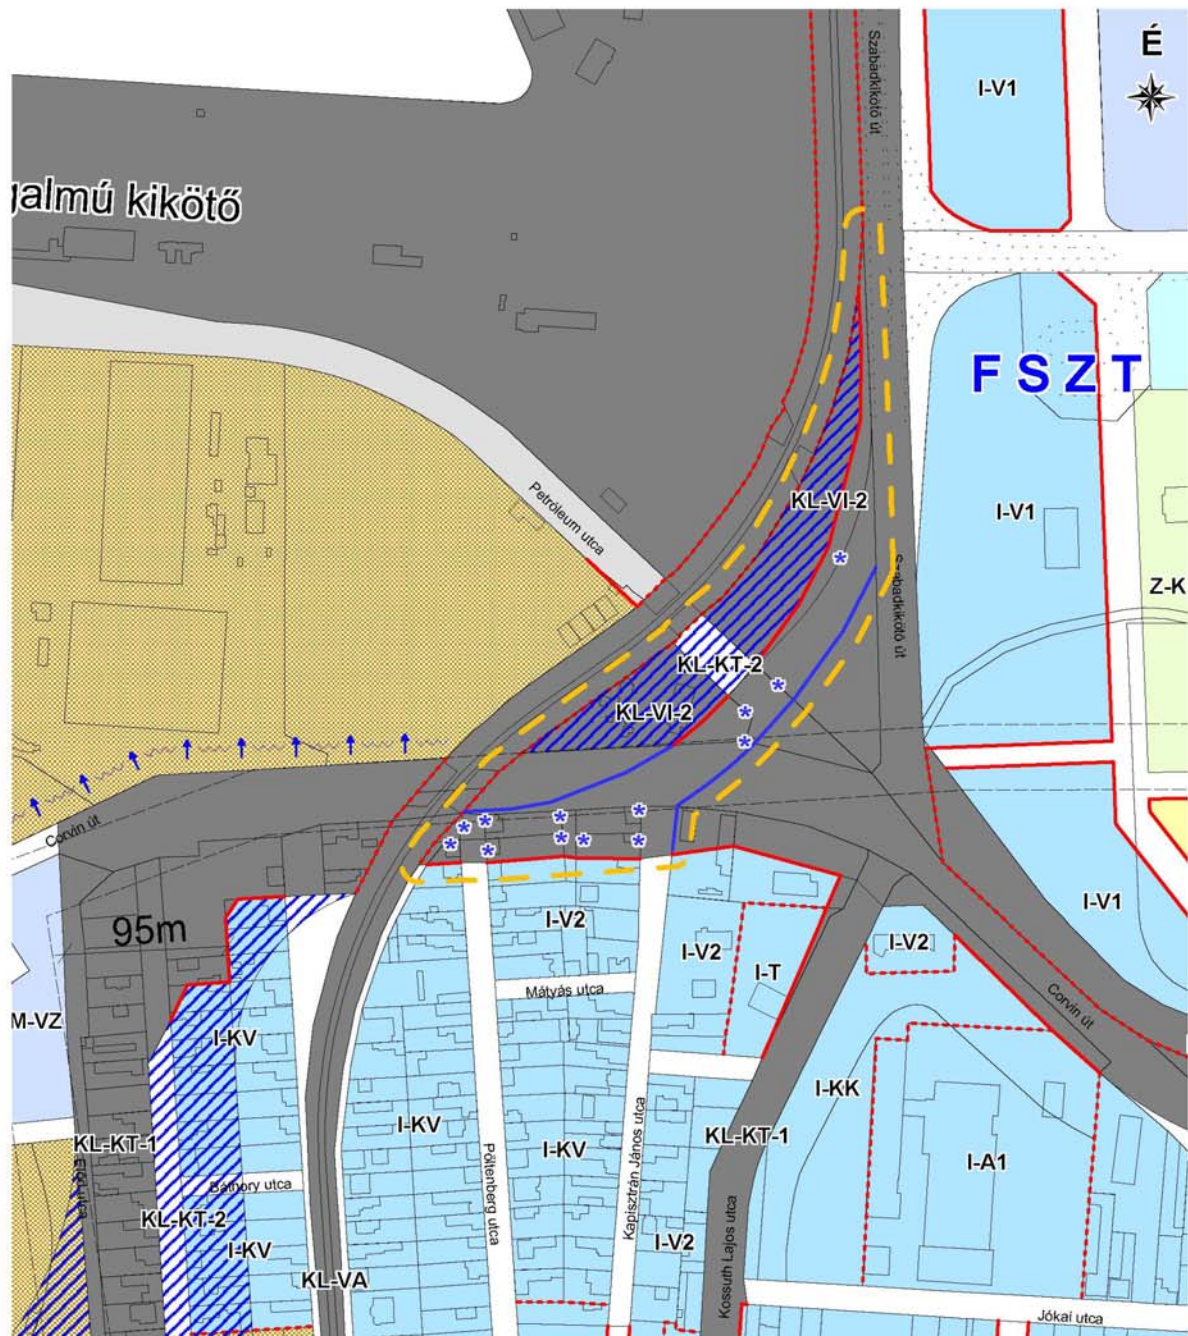 Szabadkikötő út
I-V1
É
galmú kikötő
F S Z T
Petróleum utca
KL-VI-2
I-V1
Szabadkikötő út
Z-K
KL-KT-2
KL-VI-2
Corvin út
95m
I-V2
I-V1
I-V2
I-T
I-V2
Mátyás utca
Corvin út
M-VZ
I-KV
I-KK
I-KV
I-KV
KL-KT-1
KL-KT-1
I-A1
Pöltenberg utca
Kapisztrán János utca
Báthory utca
KL-KT-2
I-KV
I-V2
KL-VA
Kossuth Lajos utca
Jókai utca